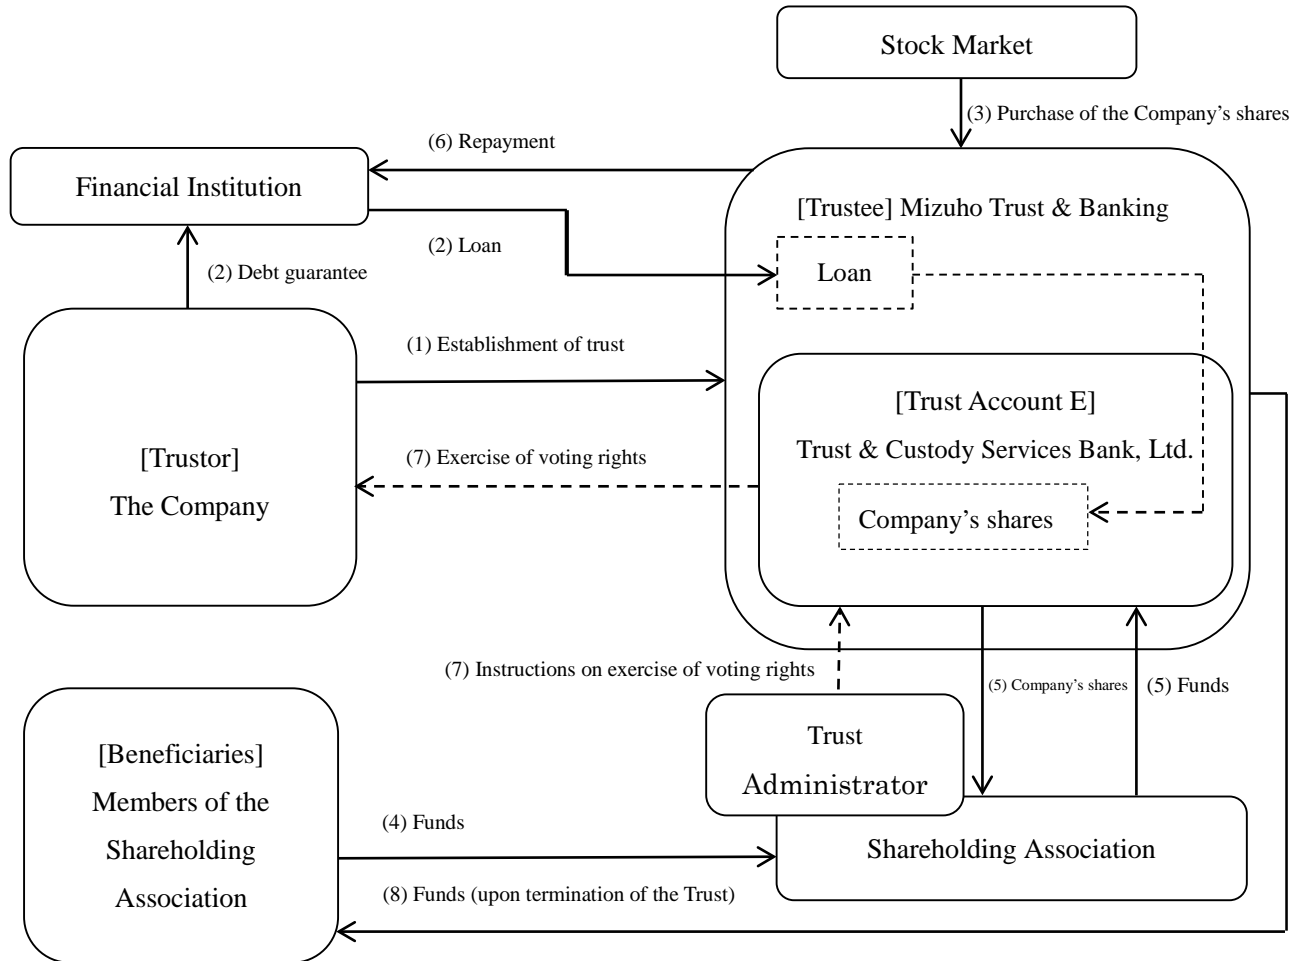 Stock Market
(3) Purchase of the Company’s shares
(6) Repayment
Financial Institution
[Trustee] Mizuho Trust & Banking
(2) Loan
Loan
(2) Debt guarantee
(1) Establishment of trust
[Trust Account E]
Trust & Custody Services Bank, Ltd.
[Trustor]
The Company
(7) Exercise of voting rights
Company’s shares
(7) Instructions on exercise of voting rights
(5) Company’s shares
(5) Funds
Trust
Administrator
[Beneficiaries]
Members of the
Shareholding
Association
(4) Funds
Shareholding Association
(8) Funds (upon termination of the Trust)